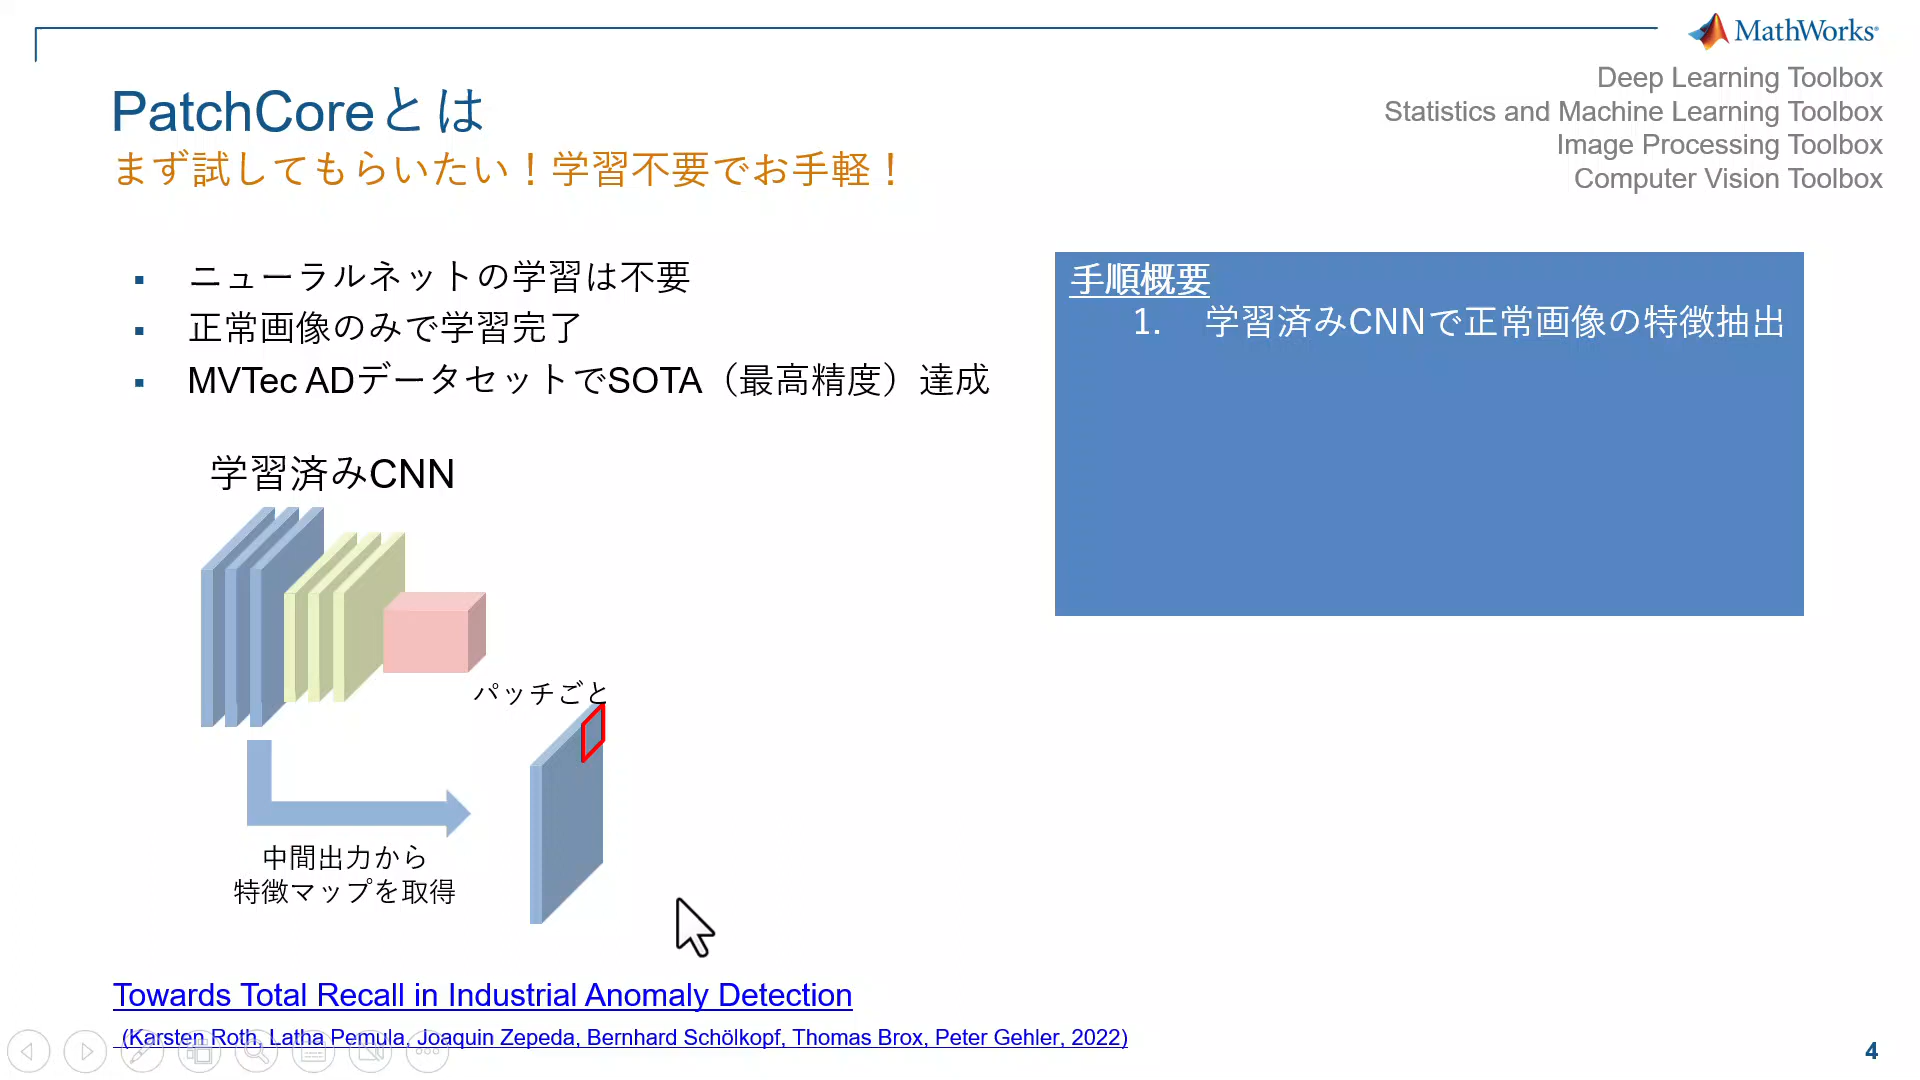 MathWorks
Deep Learning Toolbox
Statistics and Machine Learning Toolbox
Image Processing Toolbox
Computer Vision Toolbox
PatchCoreとは
まず試してもらいたい！学習不要でお手軽！
▪ ニューラルネットの学習は不要
▪ 正常画像のみで学習完了
▪ MVTec ADデータセットでSOTA（最高精度）達成
手順概要
1. 学習済みCNNで正常画像の特徴抽出
学習済みCNN
パッチごと
中間出力から
特徴マップを取得
Towards Total Recall in Industrial Anomaly Detection
(Karsten Roth, Latha Pemula, Joaquin Zepeda, Bernhard Schölkopf, Thomas Brox, Peter Gehler, 2022)
4